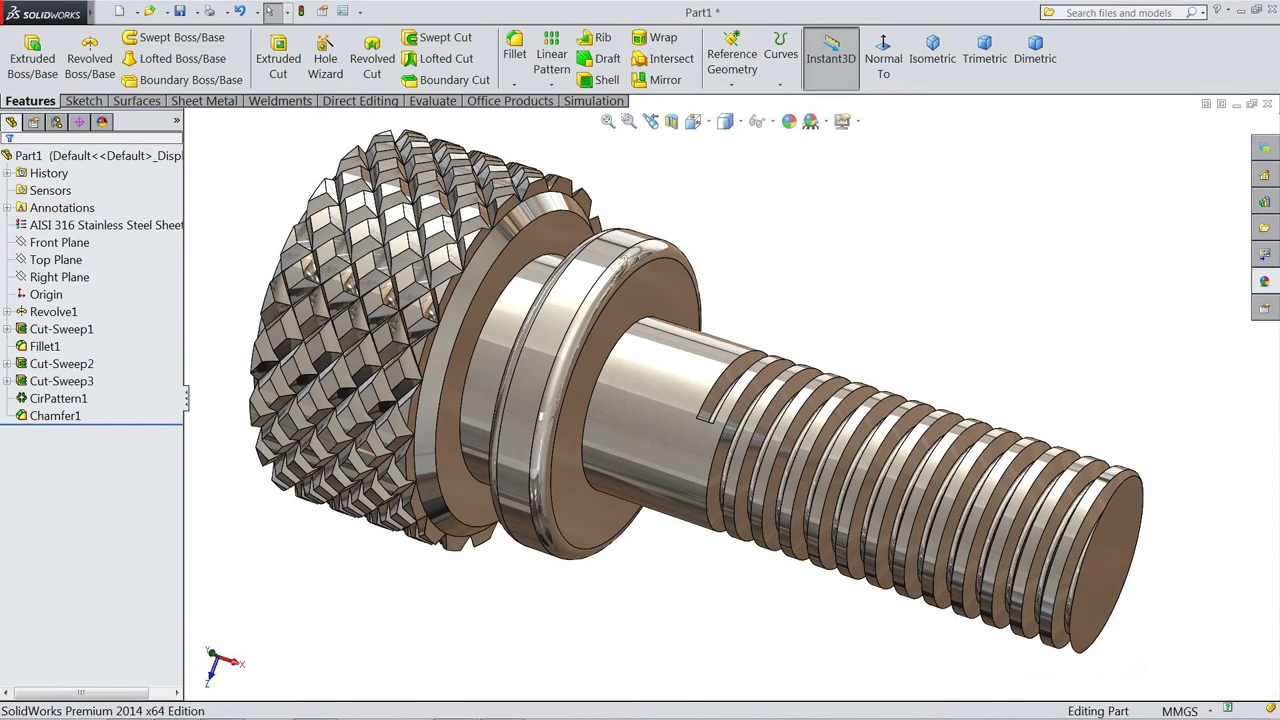 SOLIDWORKS
Part1 *
Search files and models
Extruded Boss/Base
Revolved Boss/Base
Swept Boss/Base
Lofted Boss/Base
Boundary Boss/Base
Extruded Cut
Hole Wizard
Revolved Cut
Swept Cut
Lofted Cut
Boundary Cut
Fillet
Linear Pattern
Rib
Draft
Shell
Wrap
Intersect
Mirror
Reference Geometry
Curves
Instant3D
Normal To
Isometric
Trimetric
Dimetric
Features
Sketch
Surfaces
Sheet Metal
Weldments
Direct Editing
Evaluate
Office Products
Simulation
Part1 (Default<<Default>_Displ
History
Sensors
Annotations
AISI 316 Stainless Steel Sheet
Front Plane
Top Plane
Right Plane
Origin
Revolve1
Cut-Sweep1
Fillet1
Cut-Sweep2
Cut-Sweep3
CirPattern1
Chamfer1
Y
X
Z
SolidWorks Premium 2014 x64 Edition
Editing Part
MMGS